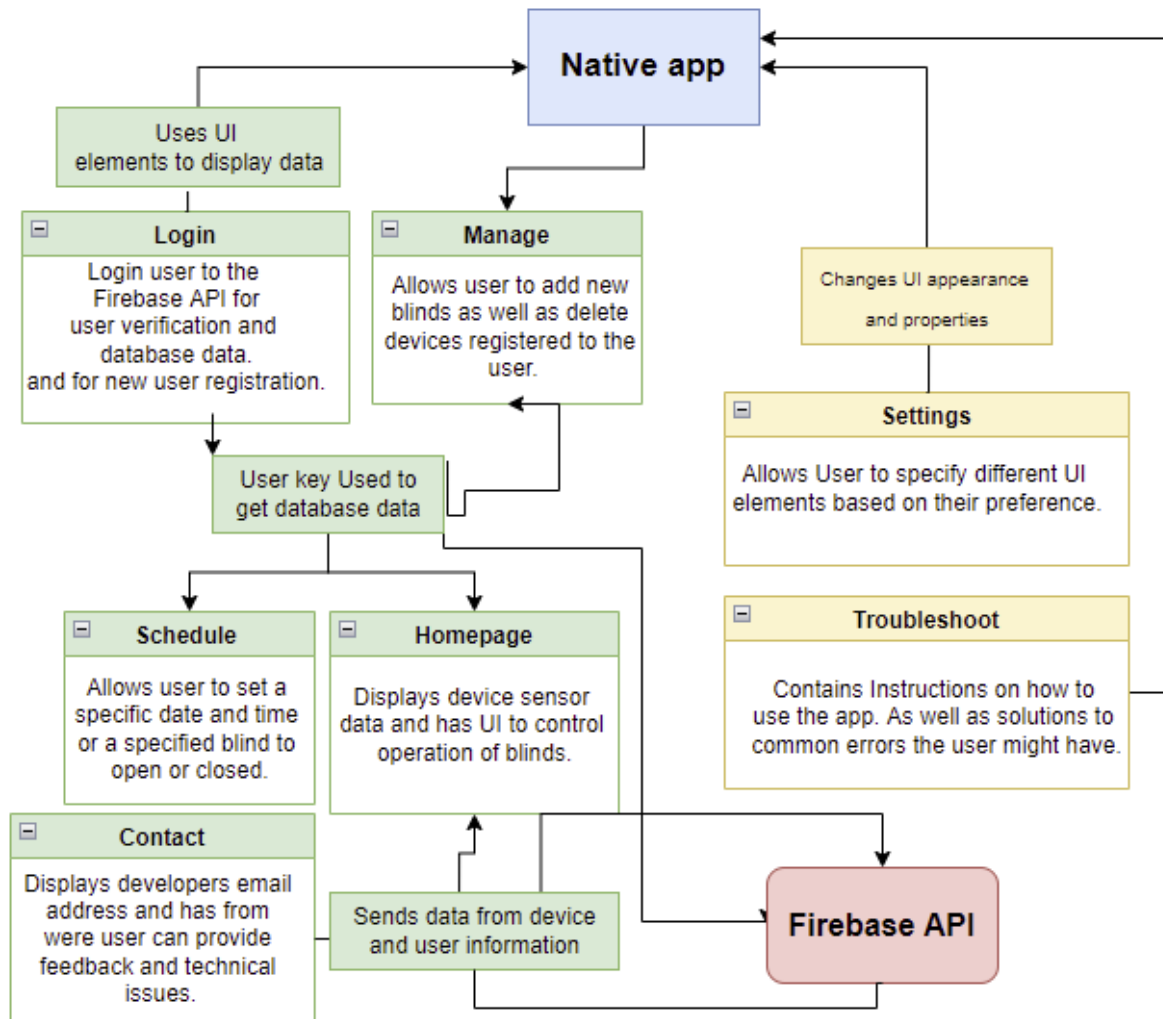 Native app
Uses UI
elements to display data
Login
Login user to the
Firebase API for
user verification and
database data.
and for new user registration.
Manage
Allows user to add new
blinds as well as delete
devices registered to the
user.
Changes UI appearance
and properties
Settings
Allows User to specify different UI
elements based on their preference.
User key Used to
get database data
Schedule
Allows user to set a
specific date and time
or a specified blind to
open or closed.
Homepage
Displays device sensor
data and has UI to control
operation of blinds.
Troubleshoot
Contains Instructions on how to
use the app. As well as solutions to
common errors the user might have.
Contact
Displays developers email
address and has from
were user can provide
feedback and technical
issues.
Sends data from device
and user information
Firebase API